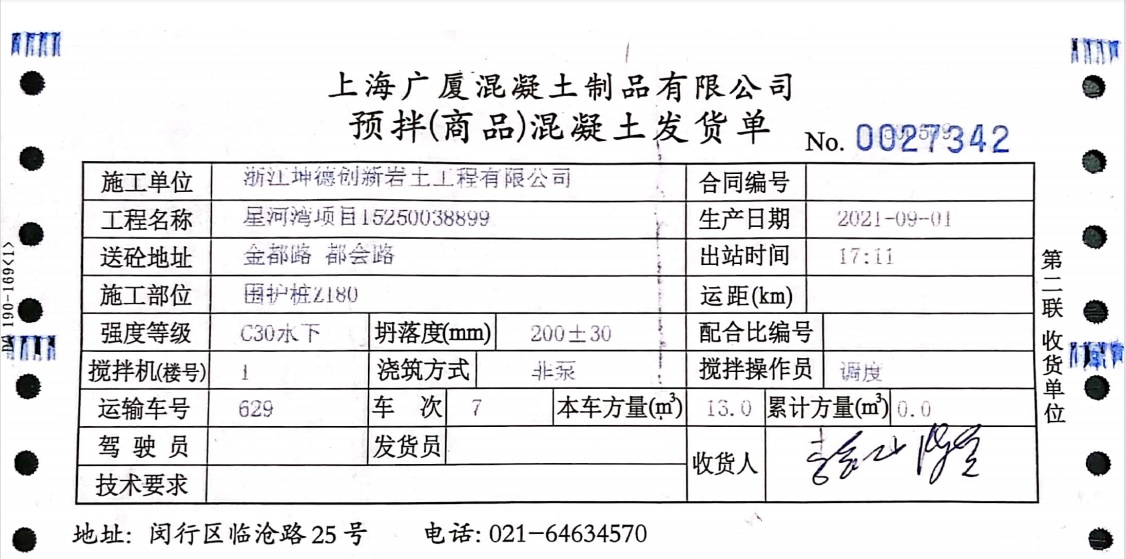 上海广厦混凝土制品有限公司
预拌(商品)混凝土发货单
No. 0027342
施工单位 浙江坤德创新岩土工程有限公司 合同编号
工程名称 星河湾项目15250038899 生产日期 2021-09-01
送砼地址 金都路 都会路 出站时间 17:11
施工部位 围护桩Z180 运距(km)
强度等级 C30水下 坍落度(mm) 200±30 配合比编号
搅拌机(楼号) 1 浇筑方式 非泵 搅拌操作员 调度
运输车号 629 车次 7 本车方量(m³) 13.0 累计方量(m³) 0.0
驾驶员 发货员 收货人
技术要求
地址: 闵行区临沧路25号 电话: 021-64634570
第二联 收货单位
190-169<1>